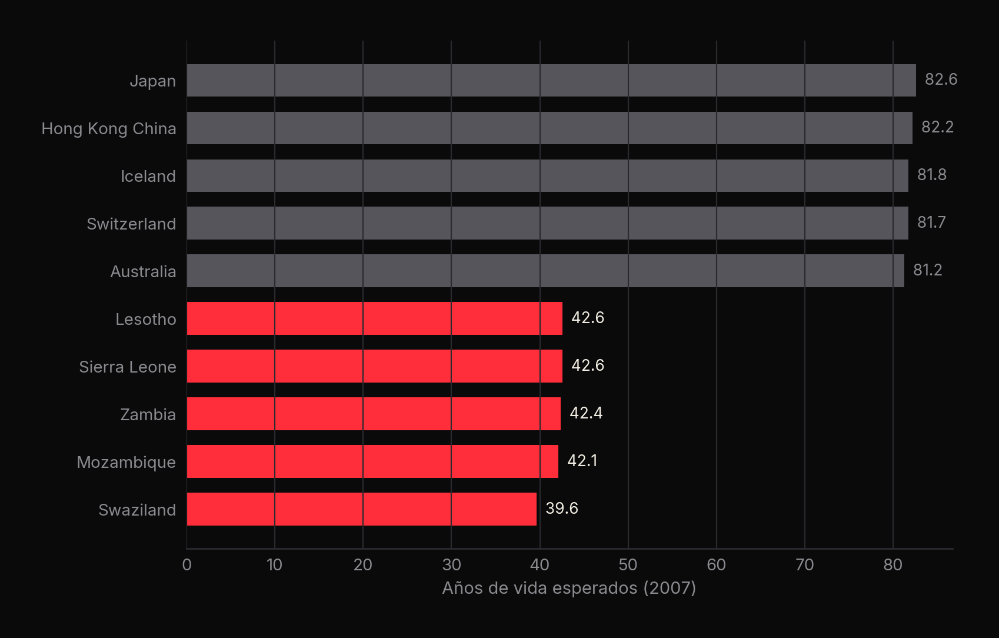 Japan 82.6
Hong Kong China 82.2
Iceland 81.8
Switzerland 81.7
Australia 81.2
Lesotho 42.6
Sierra Leone 42.6
Zambia 42.4
Mozambique 42.1
Swaziland 39.6
0 10 20 30 40 50 60 70 80
Años de vida esperados (2007)